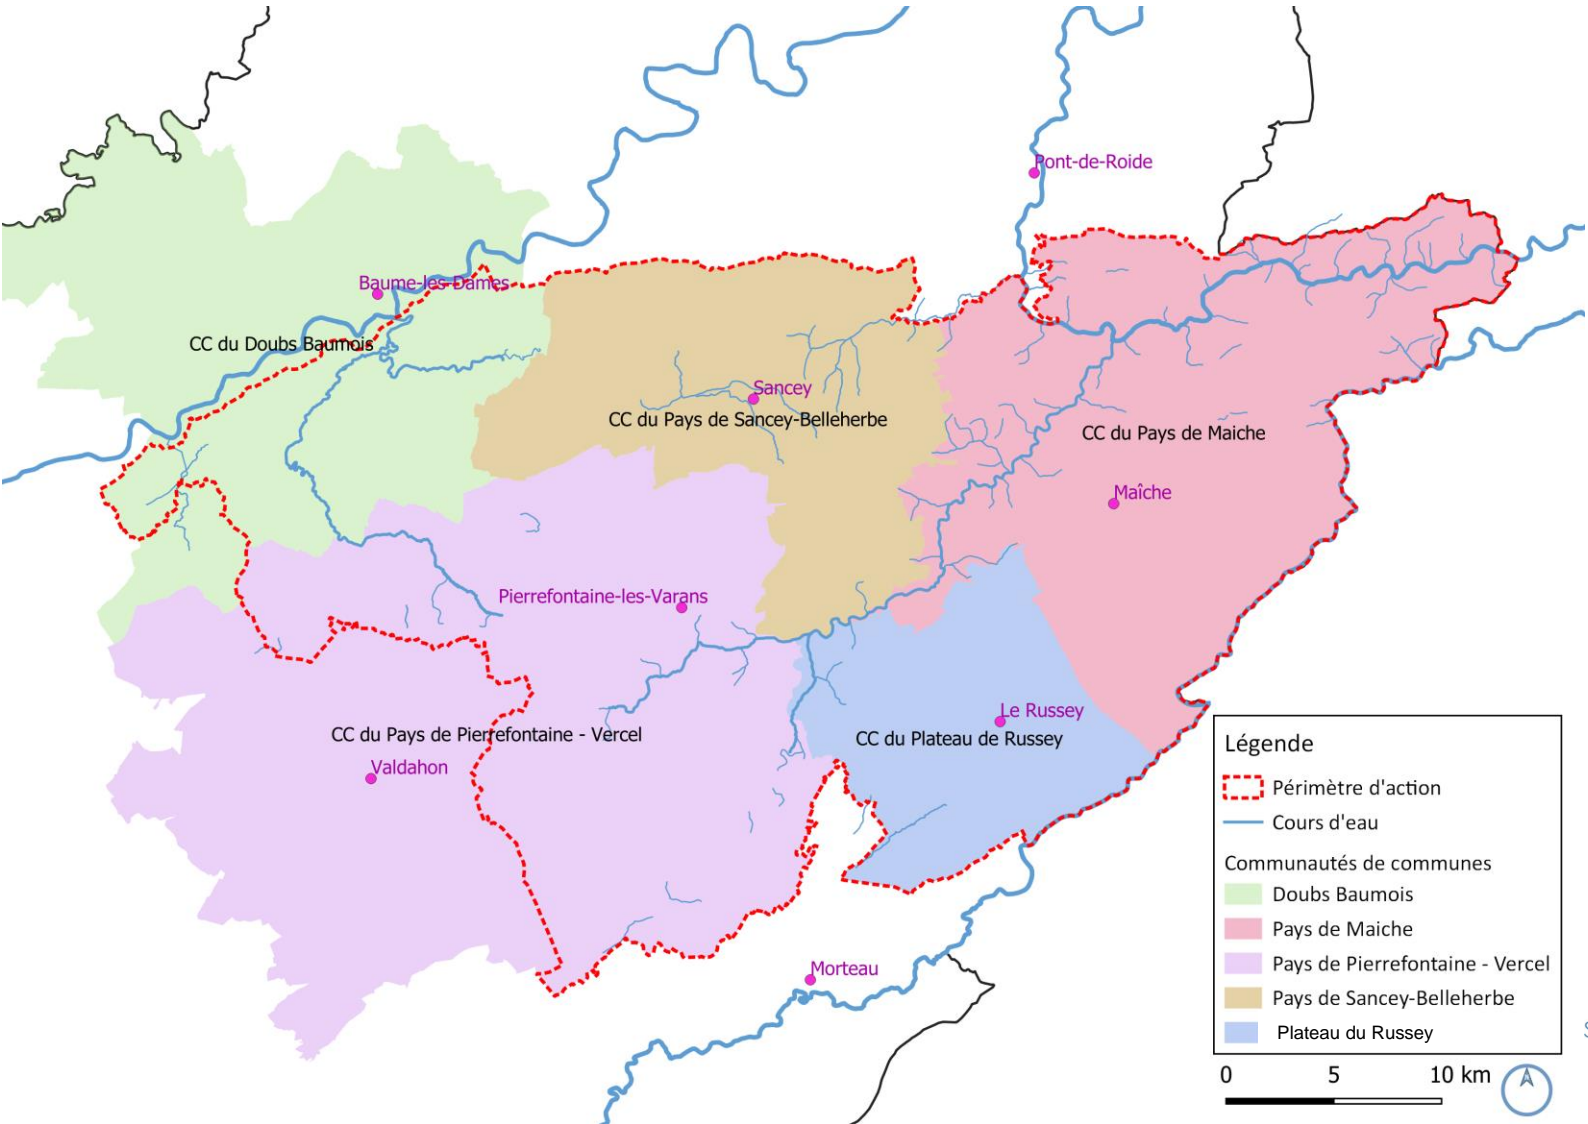 Pont-de-Roide
Baume-les-Dames
CC du Doubs Baumois
Sancey
CC du Pays de Sancey-Belleherbe
CC du Pays de Maiche
Maîche
Pierrefontaine-les-Varans
Le Russey
CC du Pays de Pierrefontaine - Vercel
CC du Plateau de Russey
Valdahon
Morteau
Légende
Périmètre d'action
Cours d'eau
Communautés de communes
Doubs Baumois
Pays de Maiche
Pays de Pierrefontaine - Vercel
Pays de Sancey-Belleherbe
Plateau du Russey
0 5 10 km